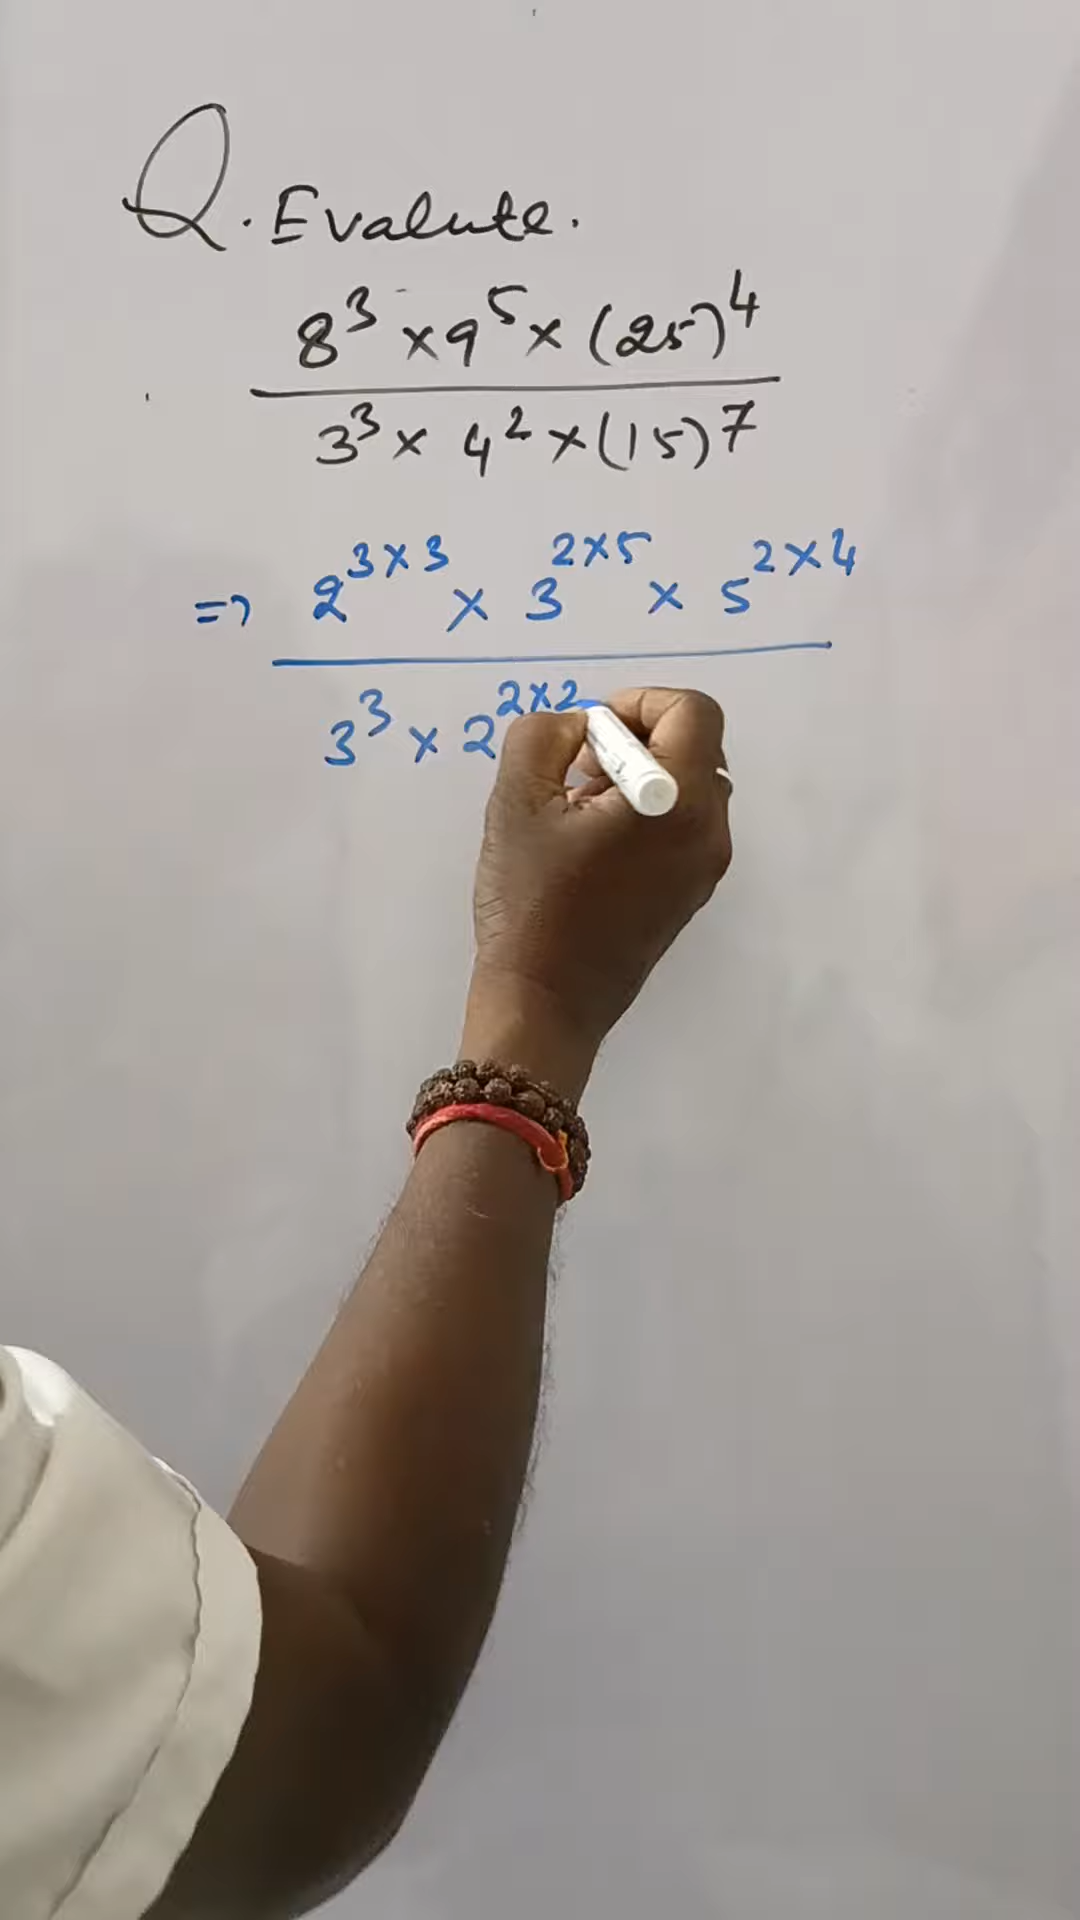 Q. Evalute.
8³ × 9⁵ × (25)⁴
3³ × 4² × (15)⁷
=> 2^3×3 × 3^2×5 × 5^2×4
3³ × 2^2×2